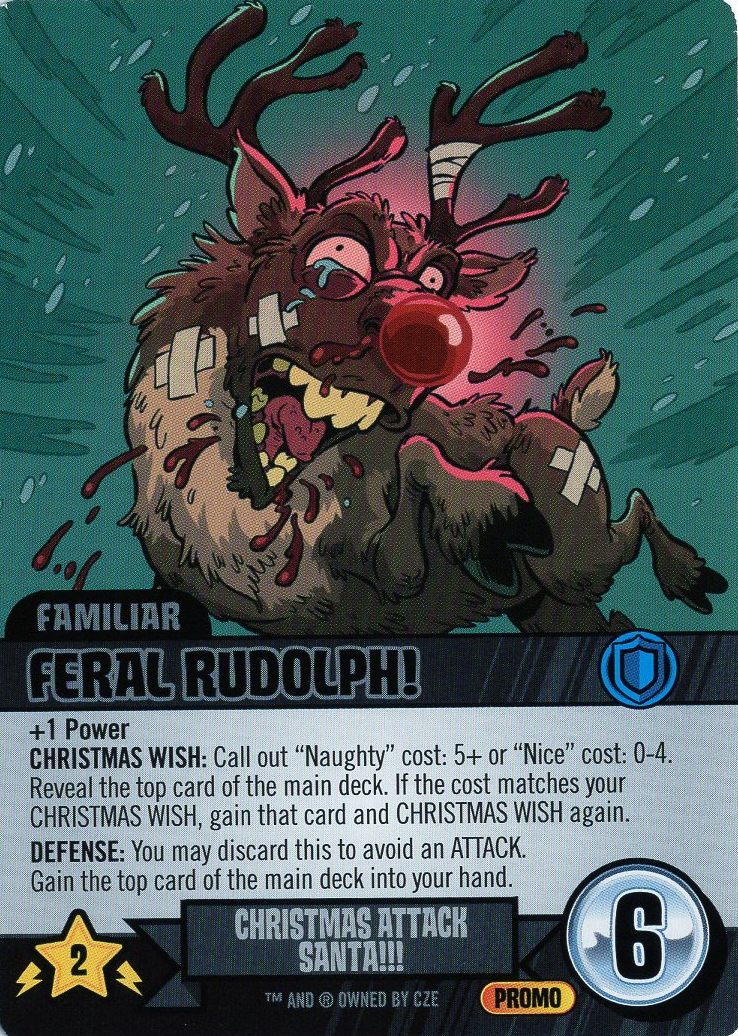 FAMILIAR
FERAL RUDOLPH!
+1 Power
CHRISTMAS WISH: Call out “Naughty” cost: 5+ or “Nice” cost: 0-4.
Reveal the top card of the main deck. If the cost matches your
CHRISTMAS WISH, gain that card and CHRISTMAS WISH again.
DEFENSE: You may discard this to avoid an ATTACK.
Gain the top card of the main deck into your hand.
2
CHRISTMAS ATTACK
SANTA!!!
6
™ AND ® OWNED BY CZE
PROMO